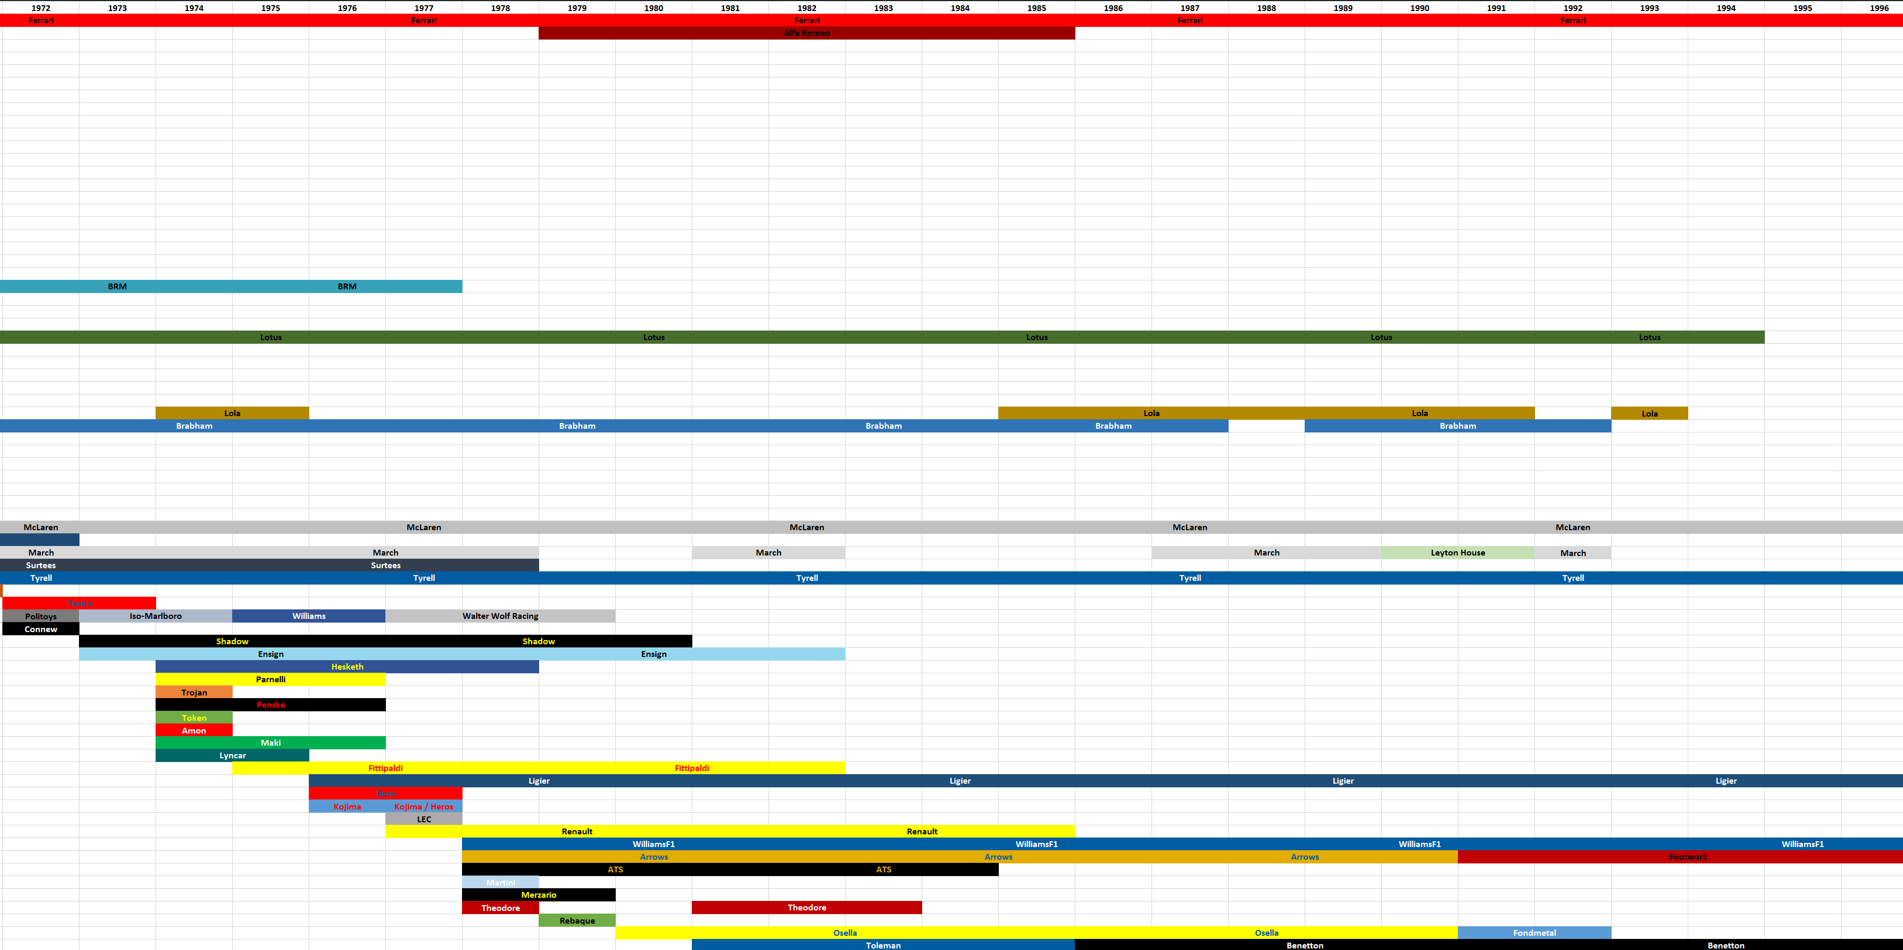 1972 1973 1974 1975 1976 1977 1978 1979 1980 1981 1982 1983 1984 1985 1986 1987 1988 1989 1990 1991 1992 1993 1994 1995 1996
Ferrari Ferrari Ferrari Ferrari Ferrari
Alfa Romeo
BRM BRM
Lotus Lotus Lotus Lotus Lotus
Lola Lola Lola Lola
Brabham Brabham Brabham Brabham Brabham
McLaren McLaren McLaren McLaren McLaren
March March March March Leyton House March
Surtees Surtees
Tyrell Tyrell Tyrell Tyrell Tyrell
Politoys Iso-Marlboro Williams Walter Wolf Racing
Connew
Shadow Shadow
Ensign Ensign
Hesketh
Parnelli
Trojan
Penske
Token
Amon
Maki
Lyncar
Fittipaldi Fittipaldi
Ligier Ligier Ligier Ligier
Kojima Kojima / Heros
LEC
Renault Renault
WilliamsF1 WilliamsF1 WilliamsF1 WilliamsF1
Arrows Arrows Arrows Footwork
ATS ATS
Martini
Merzario
Theodore Theodore
Rebaque
Osella Osella Fondmetal
Toleman Benetton Benetton